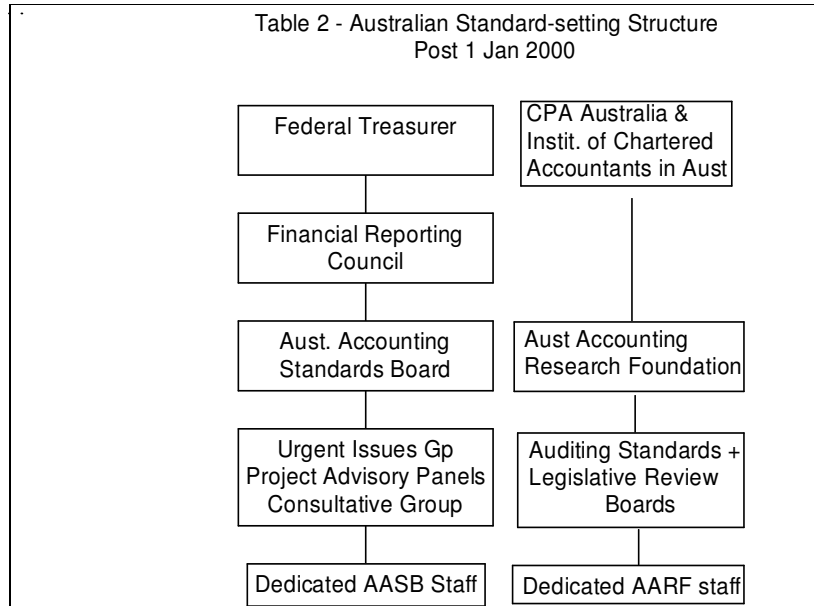 Table 2 - Australian Standard-setting Structure
Post 1 Jan 2000
Federal Treasurer
CPA Australia &
Instit. of Chartered
Accountants in Aust
Financial Reporting
Council
Aust. Accounting
Standards Board
Aust Accounting
Research Foundation
Urgent Issues Gp
Project Advisory Panels
Consultative Group
Auditing Standards +
Legislative Review
Boards
Dedicated AASB Staff
Dedicated AARF staff